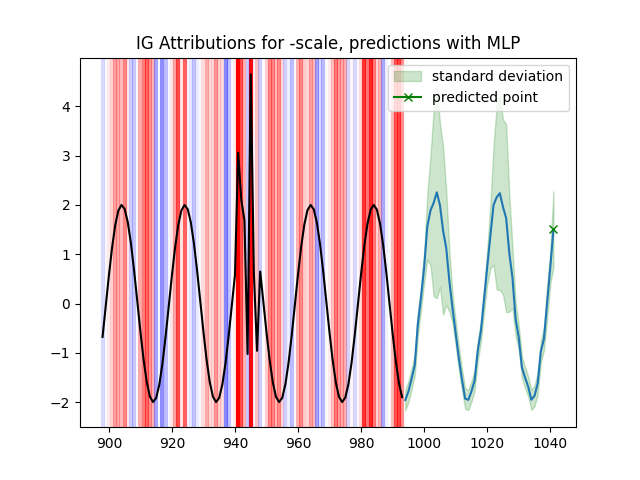 IG Attributions for -scale, predictions with MLP
standard deviation
predicted point
4
3
2
1
0
−1
−2
900 920 940 960 980 1000 1020 1040